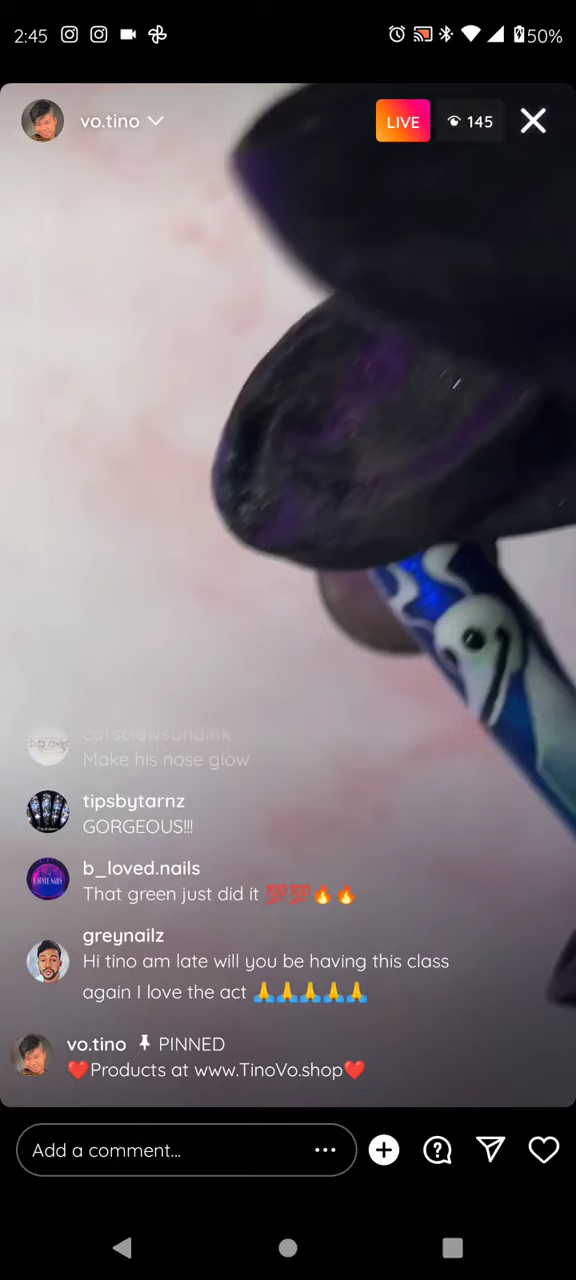 2:45
50%
vo.tino
LIVE
145
catsclawsandink
Make his nose glow
tipsbytarnz
GORGEOUS!!!
b_loved.nails
That green just did it 💯💯🔥🔥
greynailz
Hi tino am late will you be having this class
again I love the act 🙏🙏🙏🙏🙏
vo.tino PINNED
❤️Products at www.TinoVo.shop❤️
Add a comment...